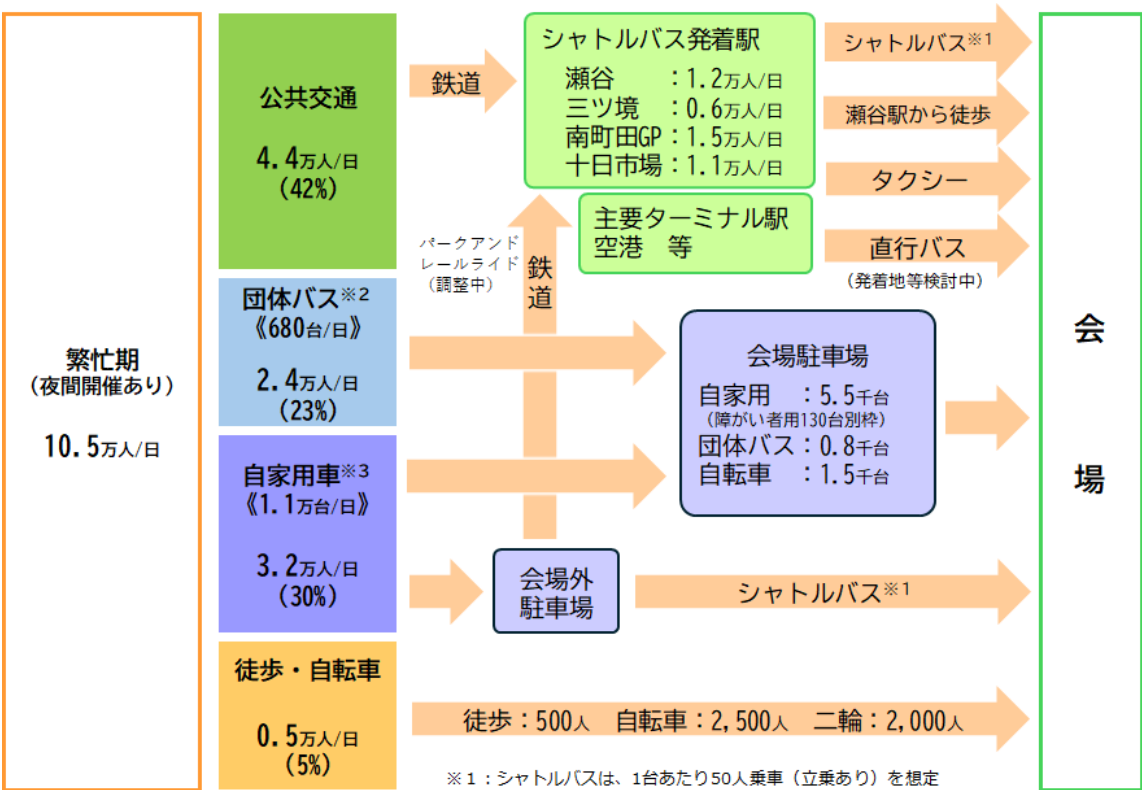 繁忙期
(夜間開催あり)
10.5万人/日
公共交通
4.4万人/日
(42%)
団体バス※2
《680台/日》
2.4万人/日
(23%)
自家用車※3
《1.1万台/日》
3.2万人/日
(30%)
徒歩・自転車
0.5万人/日
(5%)
鉄道
シャトルバス発着駅
瀬谷　　：1.2万人/日
三ツ境　：0.6万人/日
南町田GP：1.5万人/日
十日市場：1.1万人/日
主要ターミナル駅
空港　等
パークアンド
レールライド
(調整中)
鉄道
シャトルバス※1
瀬谷駅から徒歩
タクシー
直行バス
(発着地等検討中)
会場駐車場
自家用　：5.5千台
(障がい者用130台別枠)
団体バス：0.8千台
自転車　：1.5千台
会場外
駐車場
シャトルバス※1
徒歩：500人　自転車：2,500人　二輪：2,000人
会場
※１：シャトルバスは、1台あたり50人乗車（立乗あり）を想定